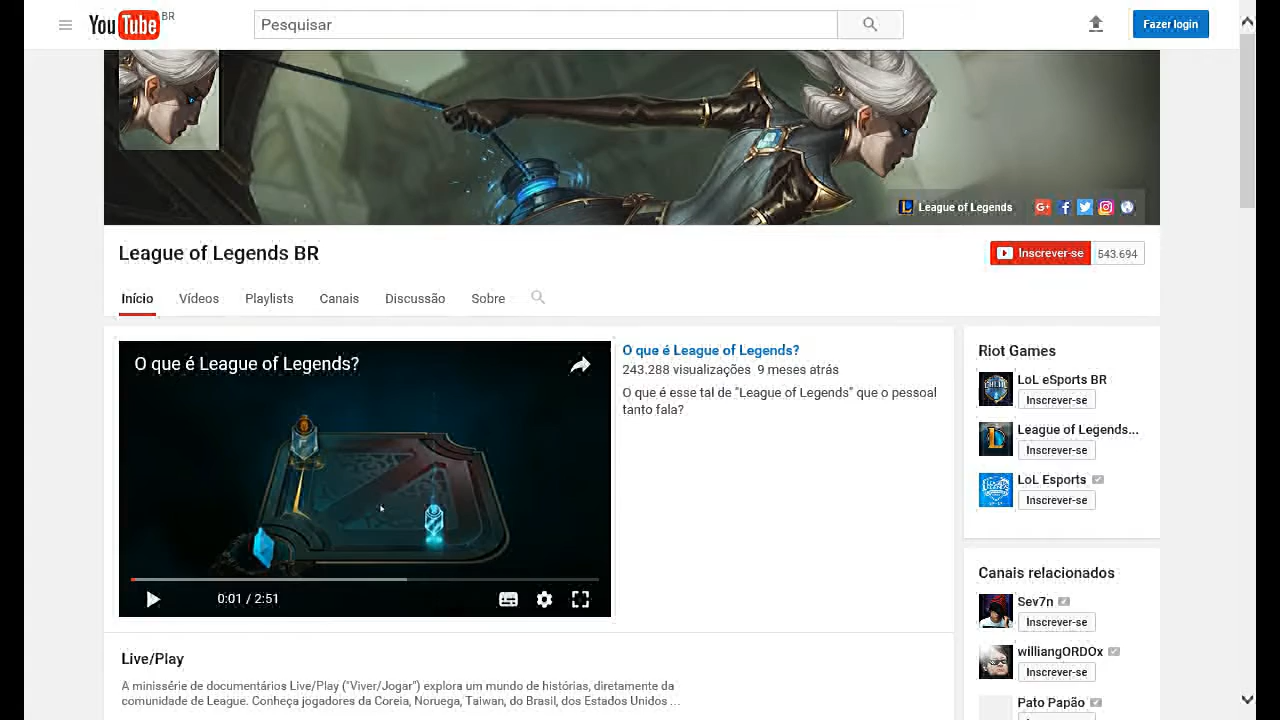 YouTube BR
Pesquisar
Fazer login
League of Legends
League of Legends BR
Inscrever-se 543.694
Início Vídeos Playlists Canais Discussão Sobre
O que é League of Legends?
0:01 / 2:51
O que é League of Legends?
243.288 visualizações 9 meses atrás
O que é esse tal de "League of Legends" que o pessoal
tanto fala?
Riot Games
LoL eSports BR
Inscrever-se
League of Legends...
Inscrever-se
LoL Esports
Inscrever-se
Canais relacionados
Sev7n
Inscrever-se
williangORDOx
Inscrever-se
Pato Papão
Live/Play
A minissérie de documentários Live/Play ("Viver/Jogar") explora um mundo de histórias, diretamente da
comunidade de League. Conheça jogadores da Coreia, Noruega, Taiwan, do Brasil, dos Estados Unidos ...